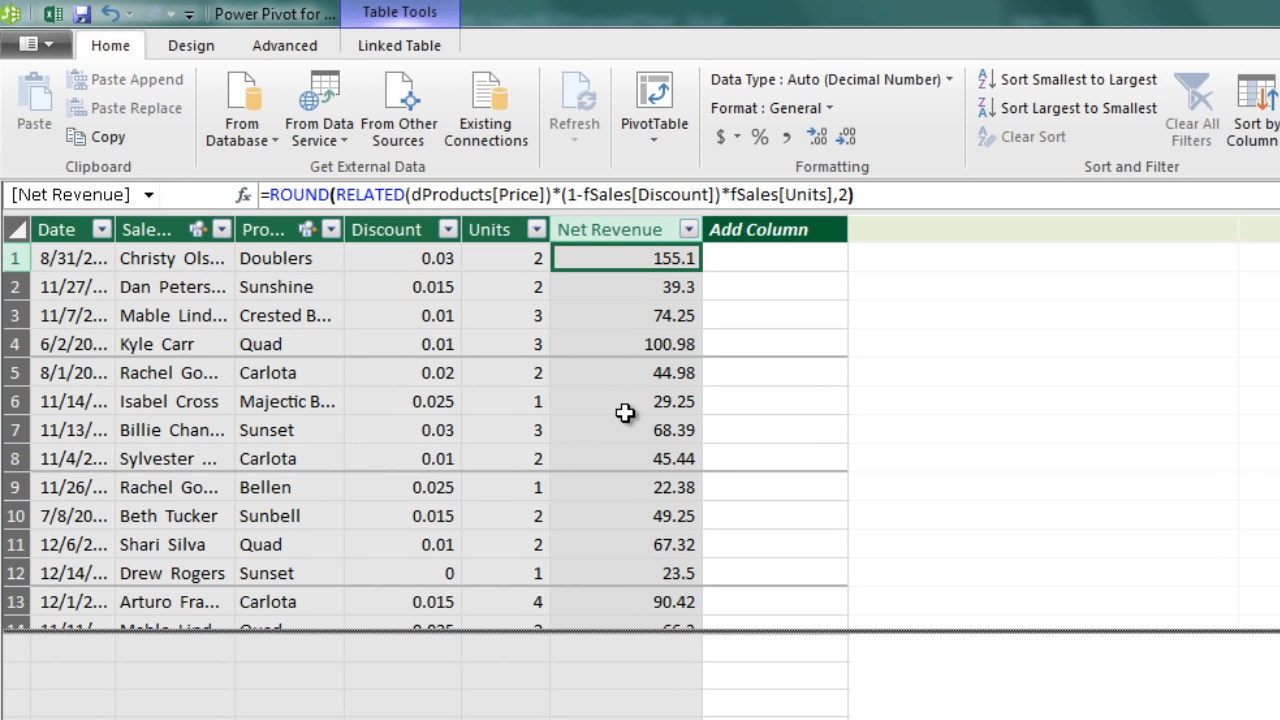 Power Pivot for ... Table Tools
Home Design Advanced Linked Table
Paste
Paste Append
Paste Replace
Copy
Clipboard
From Database
From Data Service
From Other Sources
Existing Connections
Get External Data
Refresh
PivotTable
Data Type : Auto (Decimal Number)
Format : General
$ % , .00 .00
Formatting
Sort Smallest to Largest
Sort Largest to Smallest
Clear Sort
Clear All Filters
Sort by Column
Sort and Filter
[Net Revenue] fx =ROUND(RELATED(dProducts[Price])*(1-fSales[Discount])*fSales[Units],2)
Date Sale... Pro... Discount Units Net Revenue Add Column
1 8/31/2... Christy Ols... Doublers 0.03 2 155.1
2 11/27/... Dan Peters... Sunshine 0.015 2 39.3
3 11/7/2... Mable Lind... Crested B... 0.01 3 74.25
4 6/2/20... Kyle Carr Quad 0.01 3 100.98
5 8/1/20... Rachel Go... Carlota 0.02 2 44.98
6 11/14/... Isabel Cross Majectic B... 0.025 1 29.25
7 11/13/... Billie Chan... Sunset 0.03 3 68.39
8 11/4/2... Sylvester ... Carlota 0.01 2 45.44
9 11/26/... Rachel Go... Bellen 0.025 1 22.38
10 7/8/20... Beth Tucker Sunbell 0.015 2 49.25
11 12/6/2... Shari Silva Quad 0.01 2 67.32
12 12/14/... Drew Rogers Sunset 0 1 23.5
13 12/1/2... Arturo Fra... Carlota 0.015 4 90.42